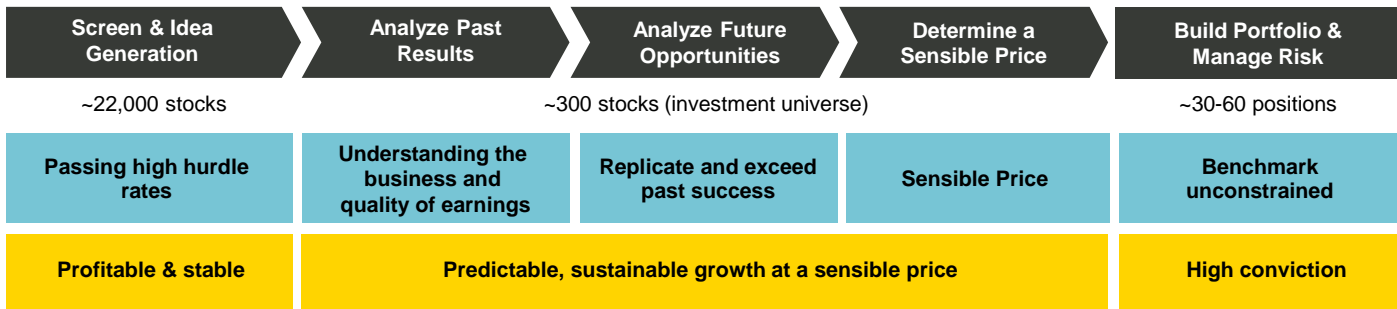 Screen & Idea
Generation
Analyze Past
Results
Analyze Future
Opportunities
Determine a
Sensible Price
Build Portfolio &
Manage Risk
~22,000 stocks
~300 stocks (investment universe)
~30-60 positions
Passing high hurdle
rates
Understanding the
business and
quality of earnings
Replicate and exceed
past success
Sensible Price
Benchmark
unconstrained
Profitable & stable
Predictable, sustainable growth at a sensible price
High conviction